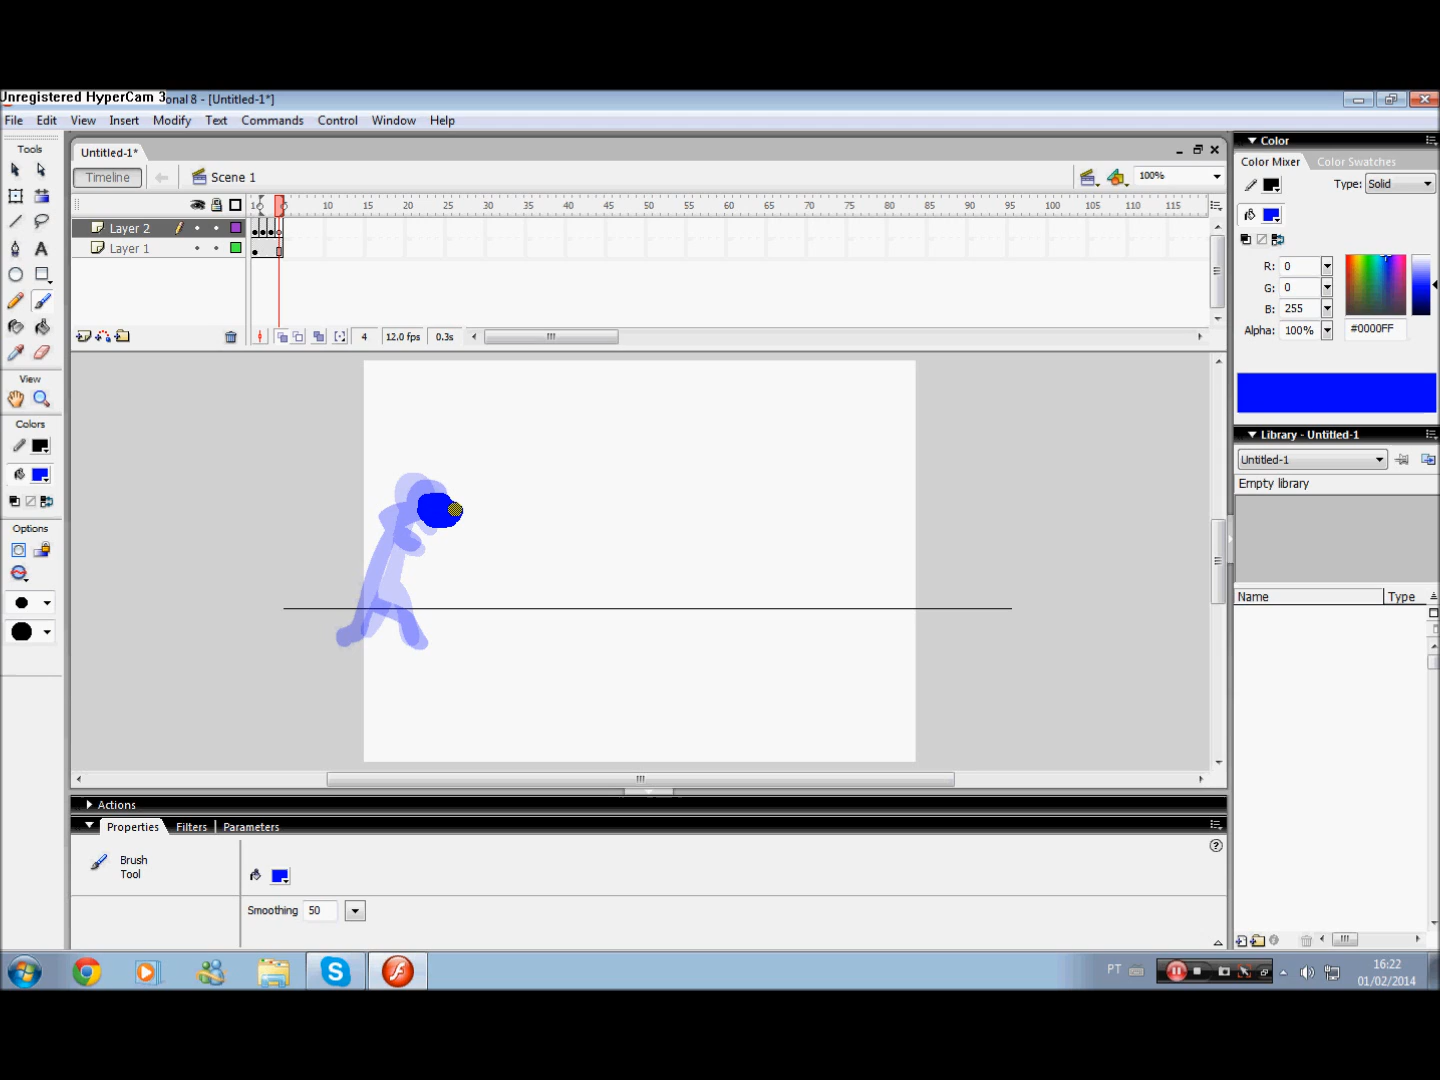 Unregistered HyperCam 3onal 8 - [Untitled-1*]
File Edit View Insert Modify Text Commands Control Window Help
Tools
Untitled-1*
Timeline
Scene 1
100%
10 15 20 25 30 35 40 45 50 55 60 65 70 75 80 85 90 95 100 105 110 115
Layer 2
Layer 1
4 12.0 fps 0.3s
View
Colors
Options
Color
Color Mixer Color Swatches
Type: Solid
R: 0
G: 0
B: 255
Alpha: 100% #0000FF
Library - Untitled-1
Untitled-1
Empty library
Name Type
Actions
Properties Filters Parameters
Brush
Tool
Smoothing 50
PT
16:22
01/02/2014